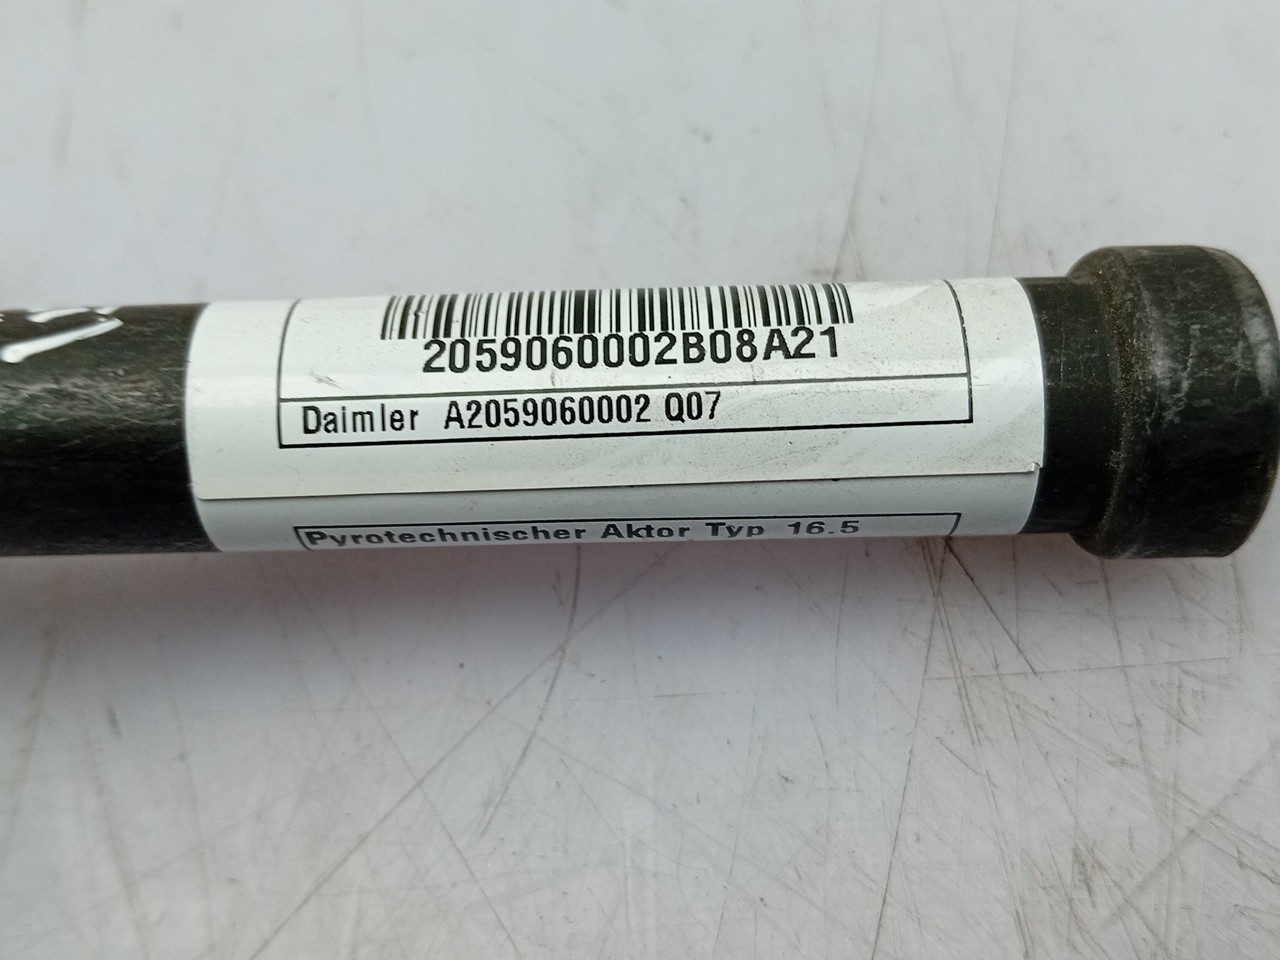 2059060002B08A21
Daimler A2059060002 Q07
Pyrotechnischer Aktor Typ 16.5